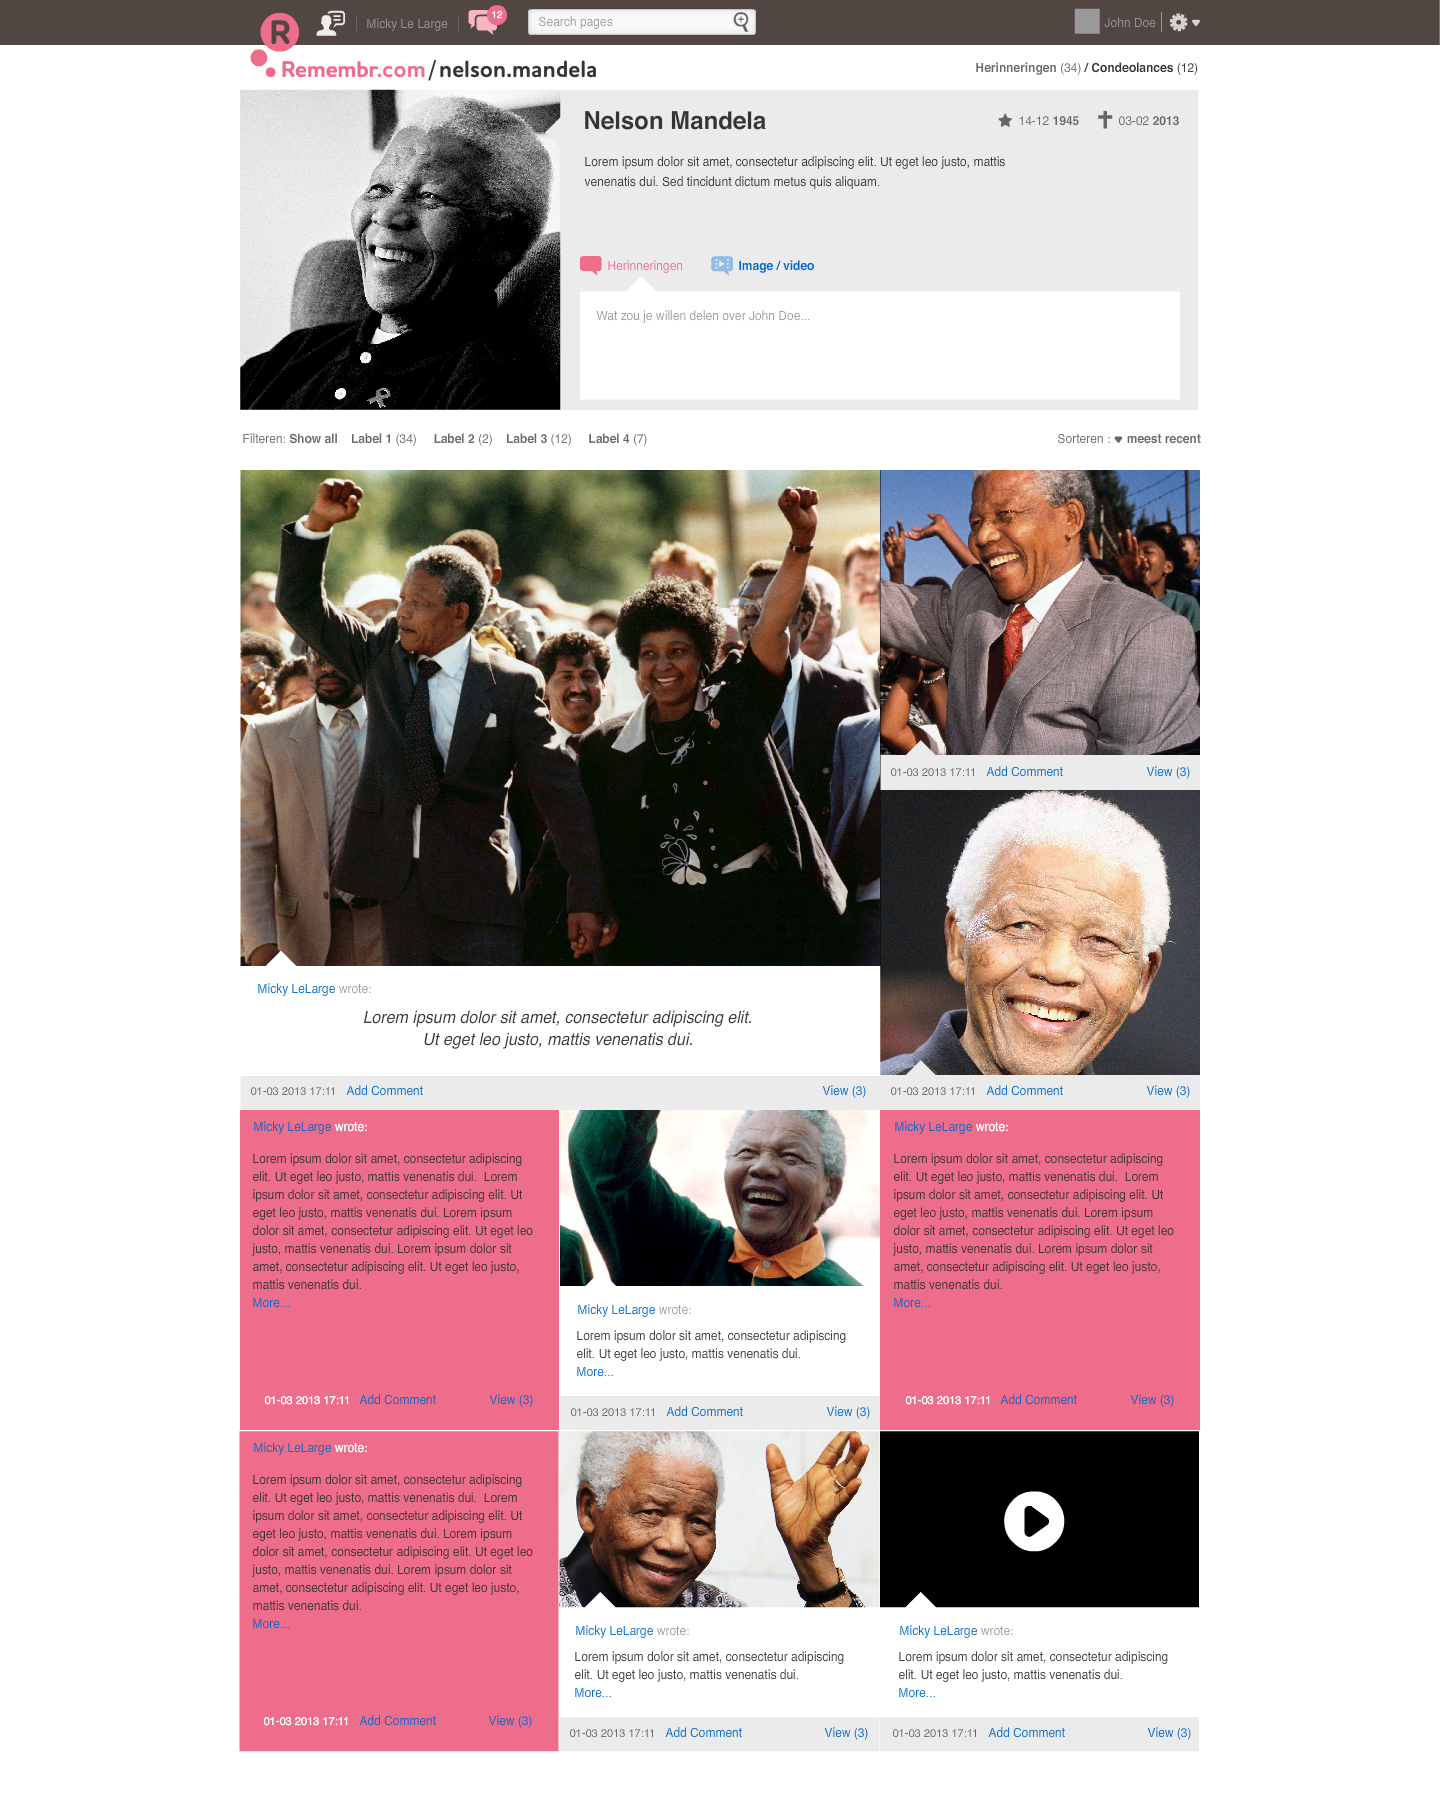 R
Micky Le Large
12
Search pages
John Doe
Remembr.com/nelson.mandela
Herinneringen (34) / Condeolances (12)
Nelson Mandela
14-12 1945
03-02 2013
Lorem ipsum dolor sit amet, consectetur adipiscing elit. Ut eget leo justo, mattis
venenatis dui. Sed tincidunt dictum metus quis aliquam.
Herinneringen
Image / video
Wat zou je willen delen over John Doe...
Filteren: Show all Label 1 (34) Label 2 (2) Label 3 (12) Label 4 (7)
Sorteren : meest recent
01-03 2013 17:11 Add Comment View (3)
Micky LeLarge wrote:
Lorem ipsum dolor sit amet, consectetur adipiscing elit.
Ut eget leo justo, mattis venenatis dui.
01-03 2013 17:11 Add Comment View (3)
01-03 2013 17:11 Add Comment View (3)
Micky LeLarge wrote:
Lorem ipsum dolor sit amet, consectetur adipiscing
elit. Ut eget leo justo, mattis venenatis dui.  Lorem
ipsum dolor sit amet, consectetur adipiscing elit. Ut
eget leo justo, mattis venenatis dui. Lorem ipsum
dolor sit amet, consectetur adipiscing elit. Ut eget leo
justo, mattis venenatis dui. Lorem ipsum dolor sit
amet, consectetur adipiscing elit. Ut eget leo justo,
mattis venenatis dui.
More...
01-03 2013 17:11 Add Comment View (3)
Micky LeLarge wrote:
Lorem ipsum dolor sit amet, consectetur adipiscing
elit. Ut eget leo justo, mattis venenatis dui.
More...
01-03 2013 17:11 Add Comment View (3)
Micky LeLarge wrote:
Lorem ipsum dolor sit amet, consectetur adipiscing
elit. Ut eget leo justo, mattis venenatis dui.  Lorem
ipsum dolor sit amet, consectetur adipiscing elit. Ut
eget leo justo, mattis venenatis dui. Lorem ipsum
dolor sit amet, consectetur adipiscing elit. Ut eget leo
justo, mattis venenatis dui. Lorem ipsum dolor sit
amet, consectetur adipiscing elit. Ut eget leo justo,
mattis venenatis dui.
More...
01-03 2013 17:11 Add Comment View (3)
Micky LeLarge wrote:
Lorem ipsum dolor sit amet, consectetur adipiscing
elit. Ut eget leo justo, mattis venenatis dui.  Lorem
ipsum dolor sit amet, consectetur adipiscing elit. Ut
eget leo justo, mattis venenatis dui. Lorem ipsum
dolor sit amet, consectetur adipiscing elit. Ut eget leo
justo, mattis venenatis dui. Lorem ipsum dolor sit
amet, consectetur adipiscing elit. Ut eget leo justo,
mattis venenatis dui.
More...
01-03 2013 17:11 Add Comment View (3)
Micky LeLarge wrote:
Lorem ipsum dolor sit amet, consectetur adipiscing
elit. Ut eget leo justo, mattis venenatis dui.
More...
01-03 2013 17:11 Add Comment View (3)
Micky LeLarge wrote:
Lorem ipsum dolor sit amet, consectetur adipiscing
elit. Ut eget leo justo, mattis venenatis dui.
More...
01-03 2013 17:11 Add Comment View (3)